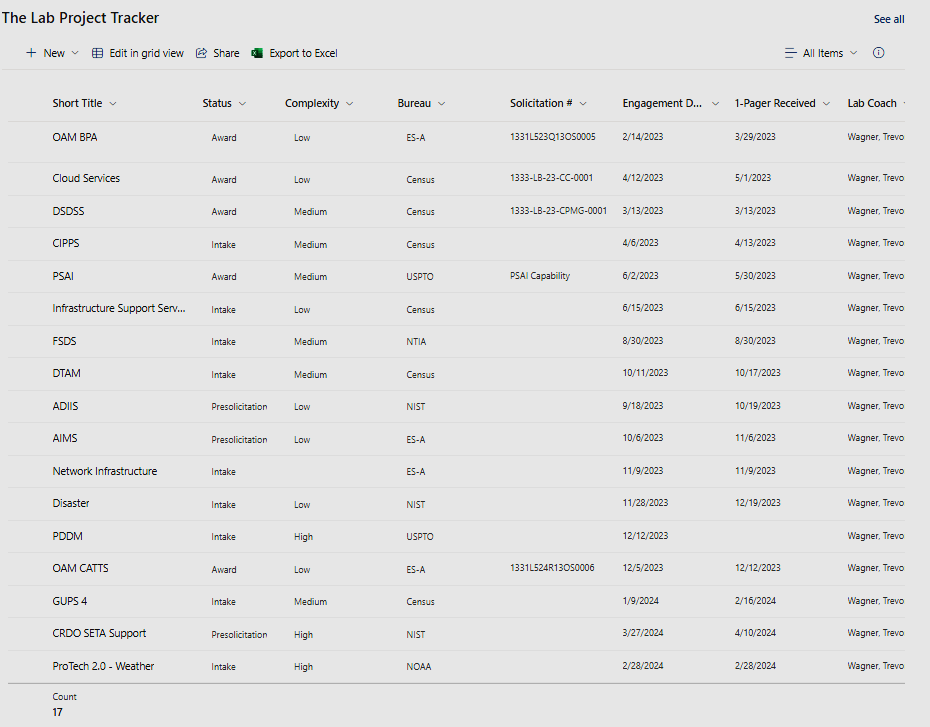 The Lab Project Tracker
See all
New Edit in grid view Share Export to Excel All Items
Short Title Status Complexity Bureau Solicitation # Engagement D... 1-Pager Received Lab Coach
OAM BPA Award Low ES-A 1331L523Q13OS0005 2/14/2023 3/29/2023 Wagner, Trevo
Cloud Services Award Low Census 1333-LB-23-CC-0001 4/12/2023 5/1/2023 Wagner, Trevo
DSDSS Award Medium Census 1333-LB-23-CPMG-0001 3/13/2023 3/13/2023 Wagner, Trevo
CIPPS Intake Medium Census 4/6/2023 4/13/2023 Wagner, Trevo
PSAI Award Medium USPTO PSAI Capability 6/2/2023 5/30/2023 Wagner, Trevo
Infrastructure Support Serv... Intake Low Census 6/15/2023 6/15/2023 Wagner, Trevo
FSDS Intake Medium NTIA 8/30/2023 8/30/2023 Wagner, Trevo
DTAM Intake Medium Census 10/11/2023 10/17/2023 Wagner, Trevo
ADIIS Presolicitation Low NIST 9/18/2023 10/19/2023 Wagner, Trevo
AIMS Presolicitation Low ES-A 10/6/2023 11/6/2023 Wagner, Trevo
Network Infrastructure Intake ES-A 11/9/2023 11/9/2023 Wagner, Trevo
Disaster Intake Low NIST 11/28/2023 12/19/2023 Wagner, Trevo
PDDM Intake High USPTO 12/12/2023 Wagner, Trevo
OAM CATTS Award Low ES-A 1331L524R13OS0006 12/5/2023 12/12/2023 Wagner, Trevo
GUPS 4 Intake Medium Census 1/9/2024 2/16/2024 Wagner, Trevo
CRDO SETA Support Presolicitation High NIST 3/27/2024 4/10/2024 Wagner, Trevo
ProTech 2.0 - Weather Intake High NOAA 2/28/2024 2/28/2024 Wagner, Trevo
Count
17